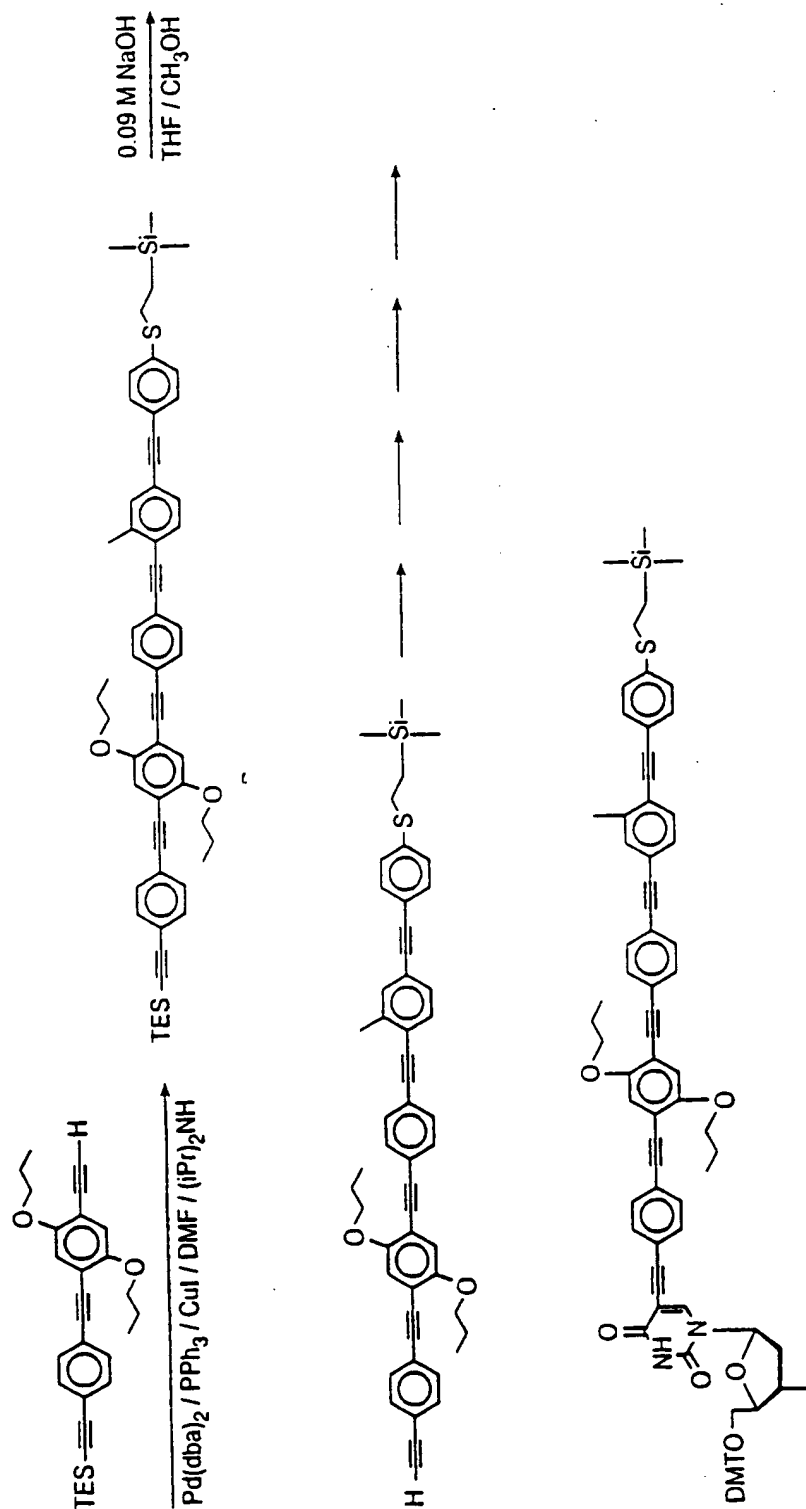 TES
O
O
H
Pd(dba)2 / PPh3 / CuI / DMF / (iPr)2NH
TES
O
O
S
Si
0.09 M NaOH
THF / CH3OH
H
O
O
S
Si
DMTO
O
O
NH
O
N
O
O
S
Si